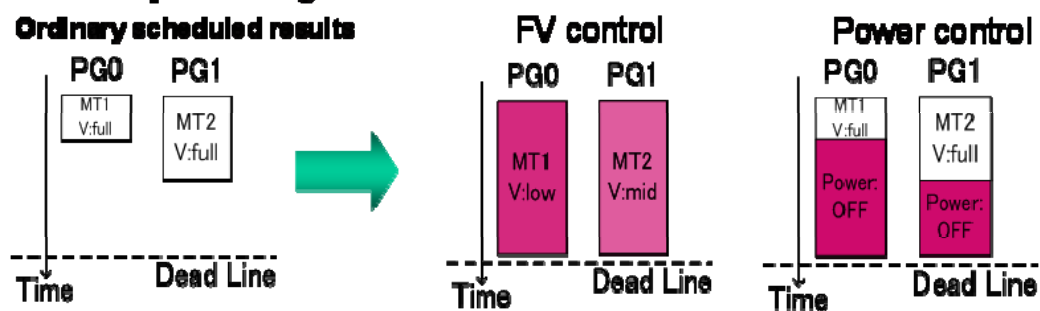 Ordinary scheduled results
PG0 PG1
MT1
V:full
MT2
V:full
Dead Line
Time
FV control
PG0 PG1
MT1
V:low
MT2
V:mid
Dead Line
Time
Power control
PG0 PG1
MT1
V:full
Power:
OFF
MT2
V:full
Power:
OFF
Dead Line
Time